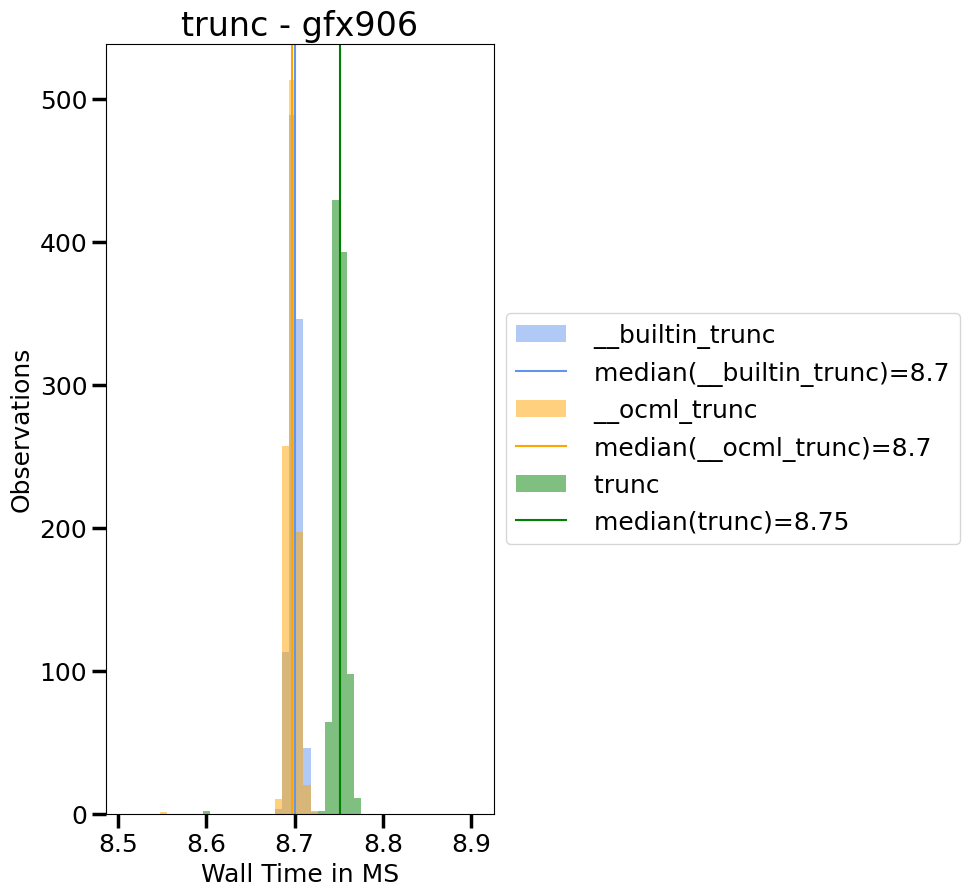 trunc - gfx906
500
400
300
200
100
0
Observations
8.5 8.6 8.7 8.8 8.9
Wall Time in MS
__builtin_trunc
median(__builtin_trunc)=8.7
__ocml_trunc
median(__ocml_trunc)=8.7
trunc
median(trunc)=8.75